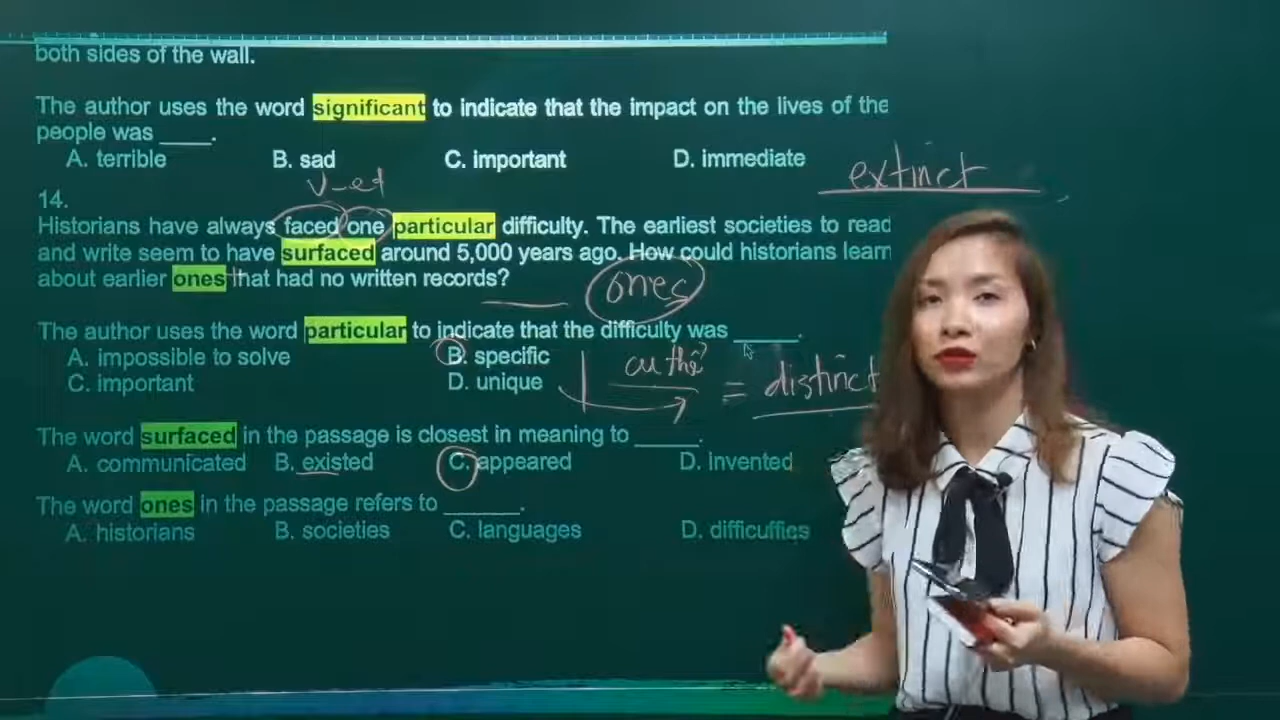 both sides of the wall.
The author uses the word significant to indicate that the impact on the lives of the
people was ____.
A. terrible B. sad C. important D. immediate
extinct
V-ed
14.
Historians have always faced one particular difficulty. The earliest societies to read
and write seem to have surfaced around 5,000 years ago. How could historians learn
about earlier ones that had no written records?
ones
The author uses the word particular to indicate that the difficulty was _____.
A. impossible to solve B. specific
C. important D. unique
cụ thể
= distinct
The word surfaced in the passage is closest in meaning to _____.
A. communicated B. existed C. appeared D. invented
The word ones in the passage refers to ______.
A. historians B. societies C. languages D. difficuffies